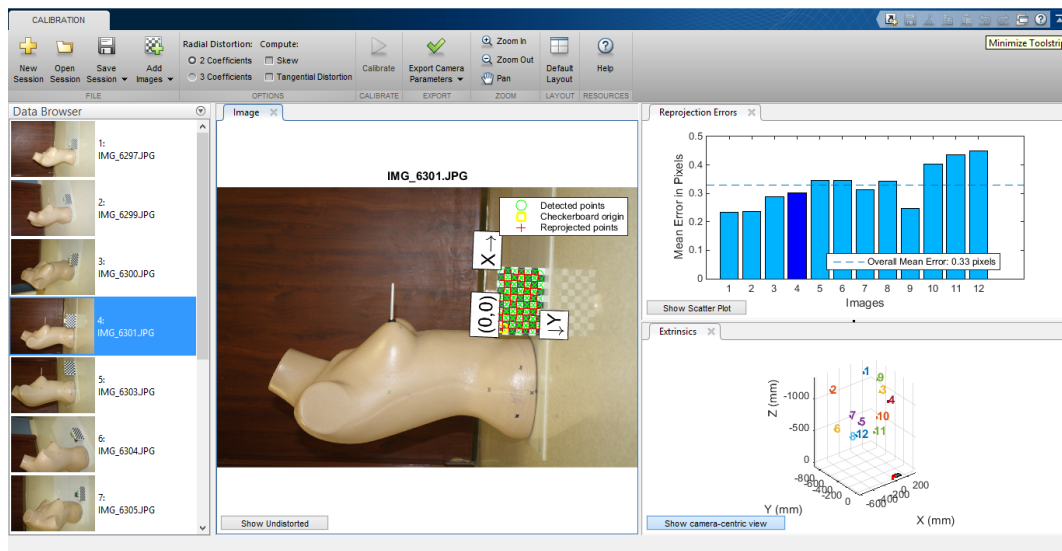 CALIBRATION
Minimize Toolstrip
New Session
Open Session
Save Session
Add Images
FILE
Radial Distortion:
2 Coefficients
3 Coefficients
Compute:
Skew
Tangential Distortion
OPTIONS
Calibrate
CALIBRATE
Export Camera Parameters
EXPORT
Zoom In
Zoom Out
Pan
ZOOM
Default Layout
LAYOUT
Help
RESOURCES
Data Browser
1:
IMG_6297.JPG
2:
IMG_6299.JPG
3:
IMG_6300.JPG
4:
IMG_6301.JPG
5:
IMG_6303.JPG
6:
IMG_6304.JPG
7:
IMG_6305.JPG
Image
IMG_6301.JPG
Detected points
Checkerboard origin
Reprojected points
X→
(0,0)
↓Y
Show Undistorted
Reprojection Errors
Mean Error in Pixels
0.5
0.4
0.3
0.2
0.1
0
1 2 3 4 5 6 7 8 9 10 11 12
Overall Mean Error: 0.33 pixels
Images
Show Scatter Plot
Extrinsics
Z (mm)
-1000
-500
0
1
9
2
3
4
7
5
10
6
8
12
11
-800
-400
-200
0
Y (mm)
-600
-400
-200
0
200
X (mm)
Show camera-centric view